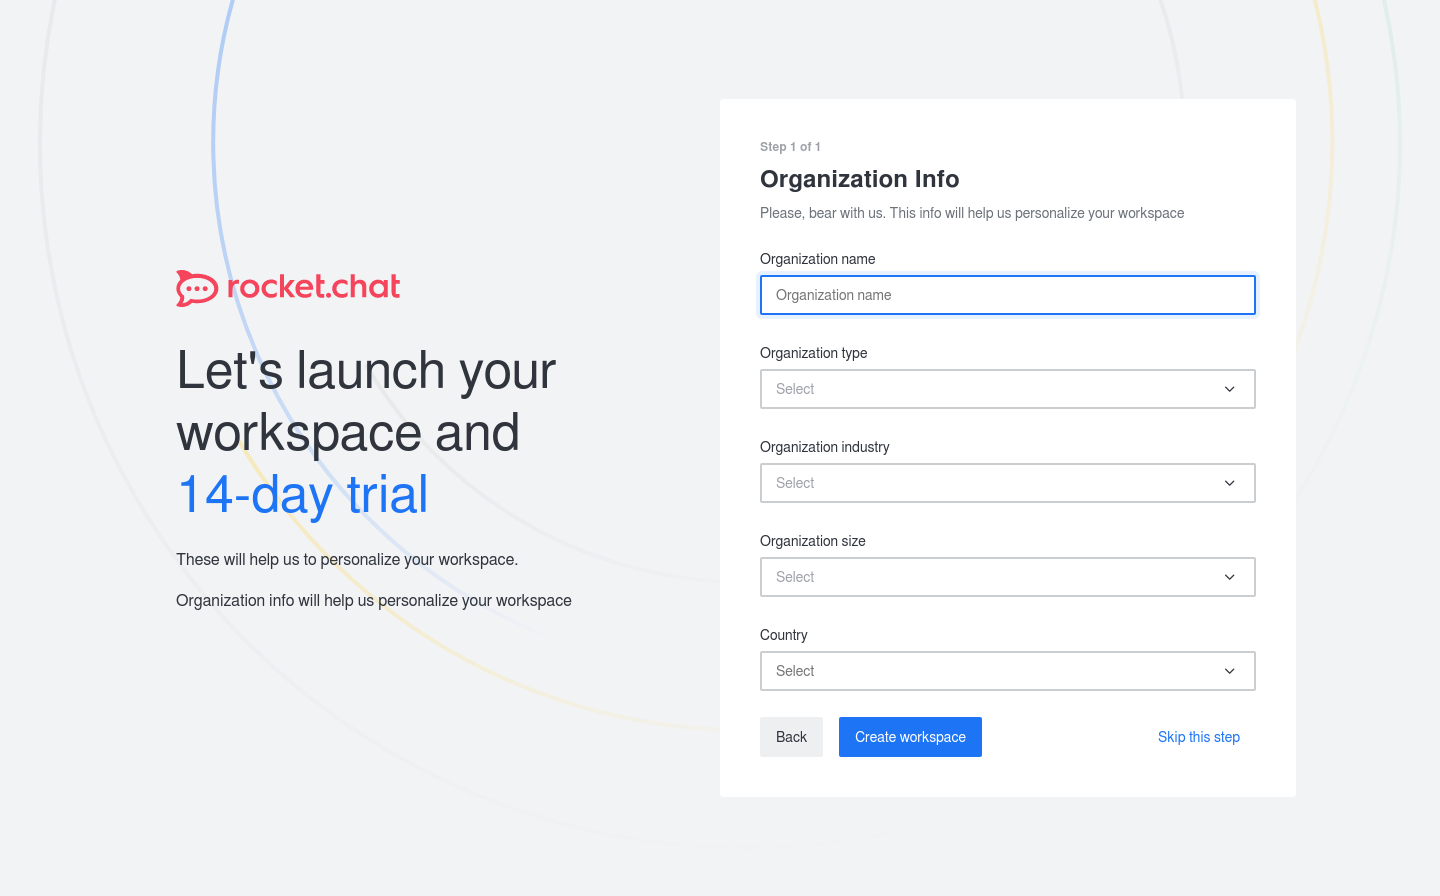 rocket.chat
Let's launch your
workspace and
14-day trial
These will help us to personalize your workspace.
Organization info will help us personalize your workspace
Step 1 of 1
Organization Info
Please, bear with us. This info will help us personalize your workspace
Organization name
Organization name
Organization type
Select
Organization industry
Select
Organization size
Select
Country
Select
Back
Create workspace
Skip this step